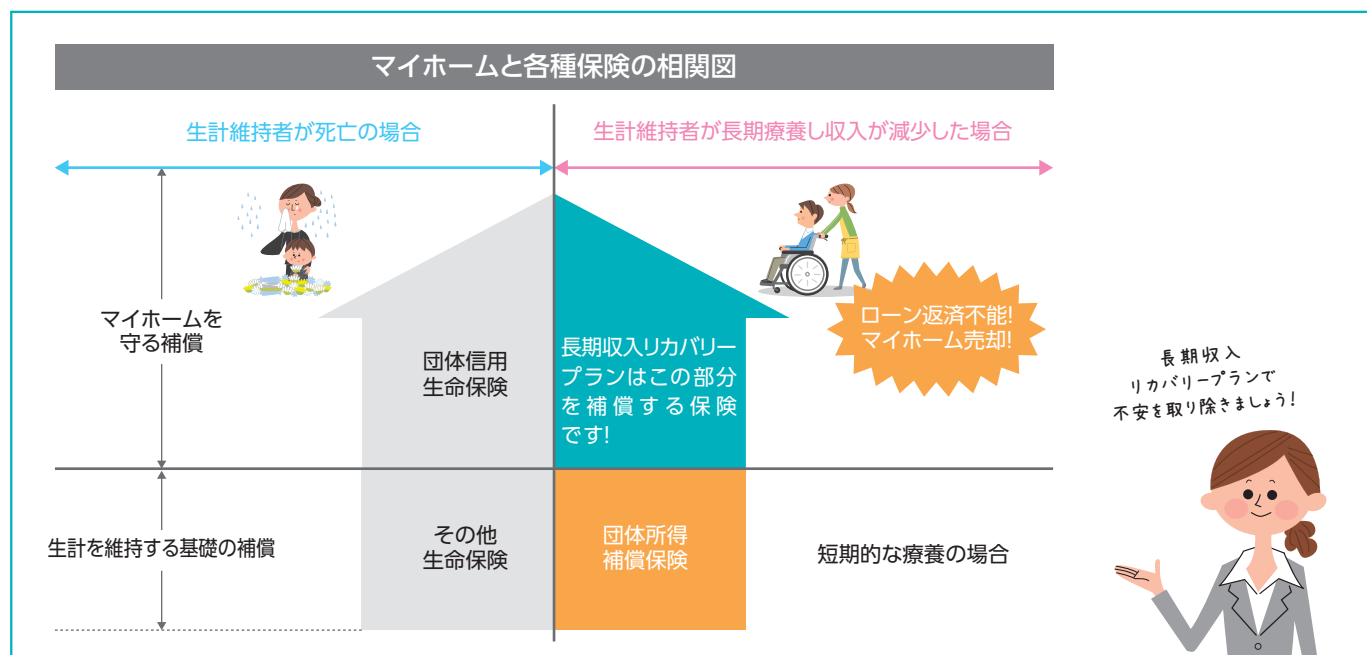 マイホームと各種保険の相関図
生計維持者が死亡の場合
生計維持者が長期療養し収入が減少した場合
マイホームを
守る補償
団体信用
生命保険
長期収入リカバリー
プランはこの部分
を補償する保険
です!
ローン返済不能!
マイホーム売却!
長期収入
リカバリープランで
不安を取り除きましょう!
生計を維持する基礎の補償
その他
生命保険
団体所得
補償保険
短期的な療養の場合